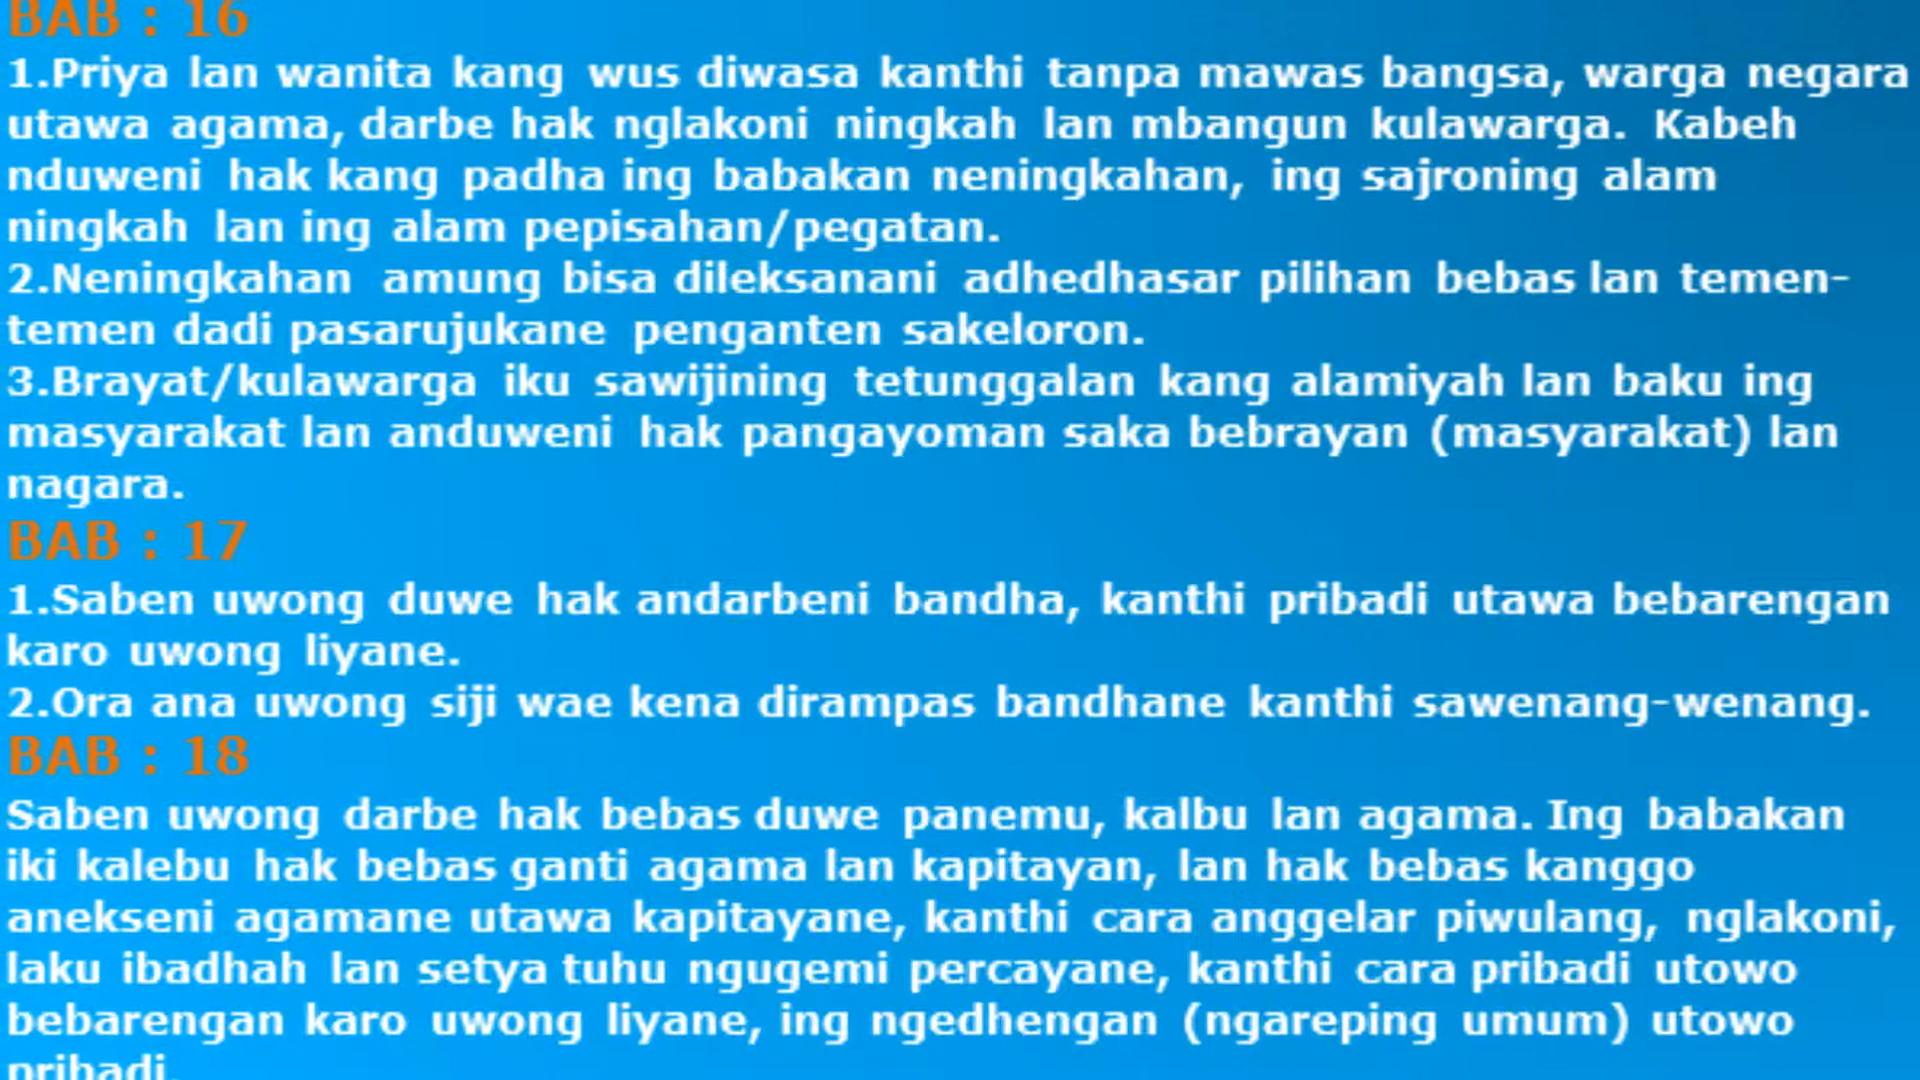 BAB : 16
1.Priya lan wanita kang wus diwasa kanthi tanpa mawas bangsa, warga negara
utawa agama, darbe hak nglakoni ningkah lan mbangun kulawarga. Kabeh
nduweni hak kang padha ing babakan neningkahan, ing sajroning alam
ningkah lan ing alam pepisahan/pegatan.
2.Neningkahan amung bisa dileksanani adhedhasar pilihan bebas lan temen-
temen dadi pasarujukane penganten sakeloron.
3.Brayat/kulawarga iku sawijining tetunggalan kang alamiyah lan baku ing
masyarakat lan anduweni hak pangayoman saka bebrayan (masyarakat) lan
nagara.
BAB : 17
1.Saben uwong duwe hak andarbeni bandha, kanthi pribadi utawa bebarengan
karo uwong liyane.
2.Ora ana uwong siji wae kena dirampas bandhane kanthi sawenang-wenang.
BAB : 18
Saben uwong darbe hak bebas duwe panemu, kalbu lan agama. Ing babakan
iki kalebu hak bebas ganti agama lan kapitayan, lan hak bebas kanggo
anekseni agamane utawa kapitayane, kanthi cara anggelar piwulang, nglakoni,
laku ibadhah lan setya tuhu ngugemi percayane, kanthi cara pribadi utowo
bebarengan karo uwong liyane, ing ngedhengan (ngareping umum) utowo
pribadi.